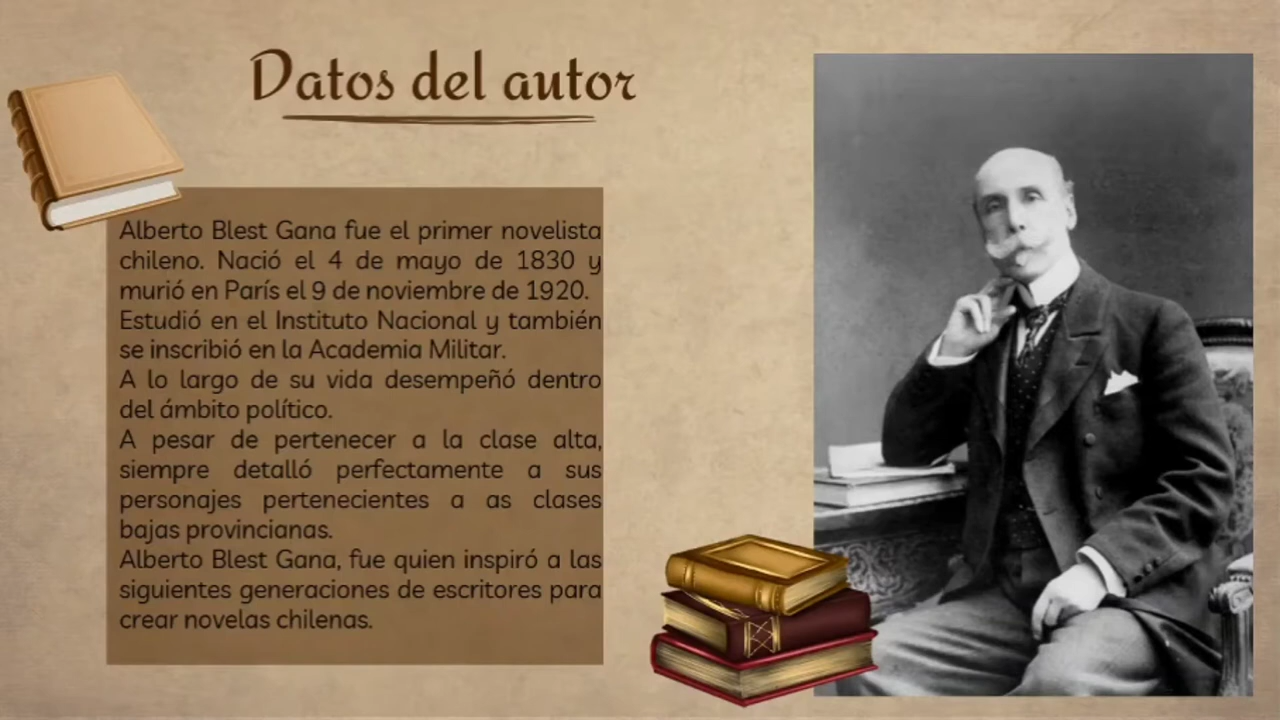 Datos del autor
Alberto Blest Gana fue el primer novelista
chileno. Nació el 4 de mayo de 1830 y
murió en París el 9 de noviembre de 1920.
Estudió en el Instituto Nacional y también
se inscribió en la Academia Militar.
A lo largo de su vida desempeñó dentro
del ámbito político.
A pesar de pertenecer a la clase alta,
siempre detalló perfectamente a sus
personajes pertenecientes a as clases
bajas provincianas.
Alberto Blest Gana, fue quien inspiró a las
siguientes generaciones de escritores para
crear novelas chilenas.